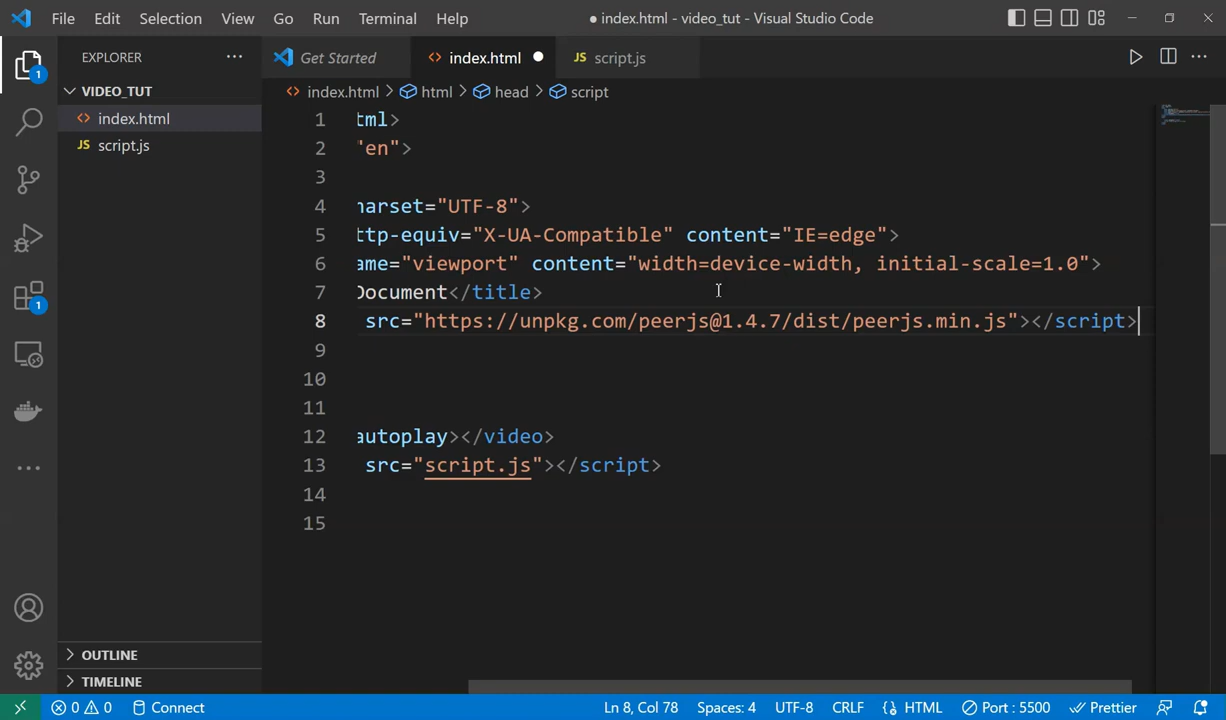 File Edit Selection View Go Run Terminal Help ● index.html - video_tut - Visual Studio Code
EXPLORER ...
Get Started
<> index.html ●
JS script.js
VIDEO_TUT
<> index.html
JS script.js
1
1
<> index.html > html > head > script
1 tml>
2 "en">
3
4 harset="UTF-8">
5 ttp-equiv="X-UA-Compatible" content="IE=edge">
6 ame="viewport" content="width=device-width, initial-scale=1.0">
7 Document</title>
8 src="https://unpkg.com/peerjs@1.4.7/dist/peerjs.min.js"></script>
9
10
11
12 autoplay></video>
13 src="script.js"></script>
14
15
OUTLINE
TIMELINE
0 0 Connect Ln 8, Col 78 Spaces: 4 UTF-8 CRLF {} HTML Port : 5500 Prettier